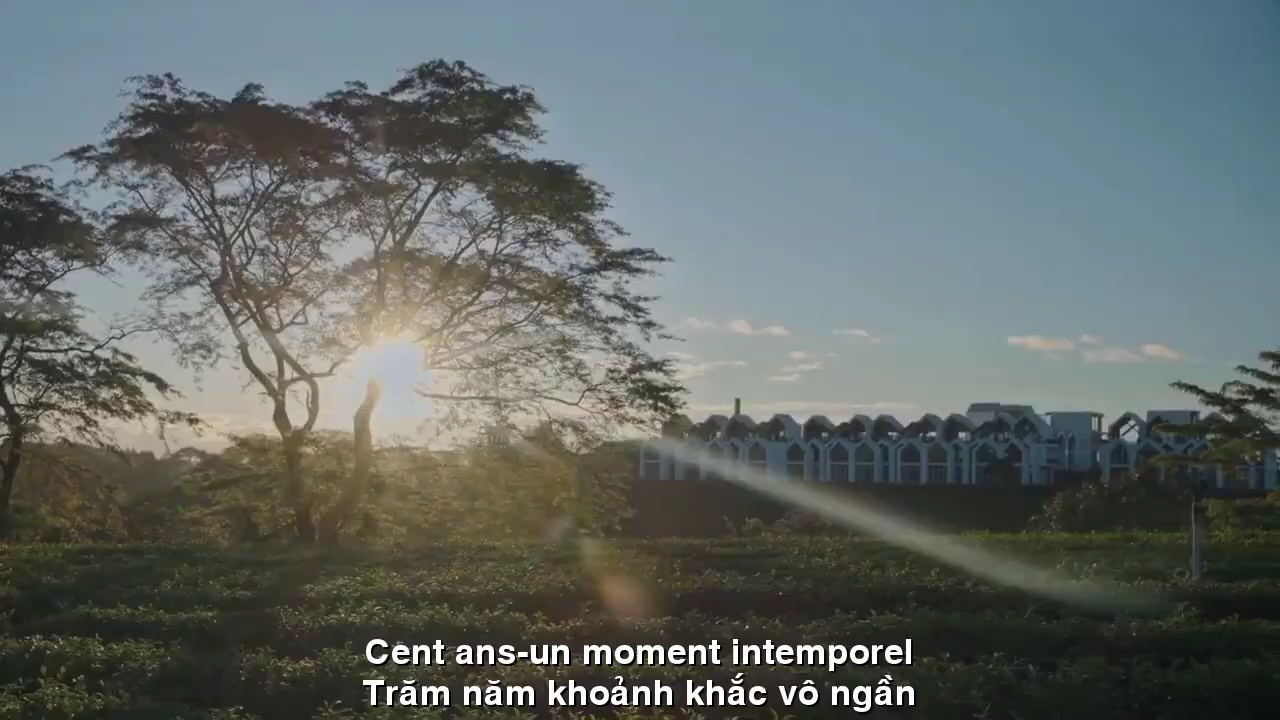 Cent ans-un moment intemporel
Trăm năm khoảnh khắc vô ngần